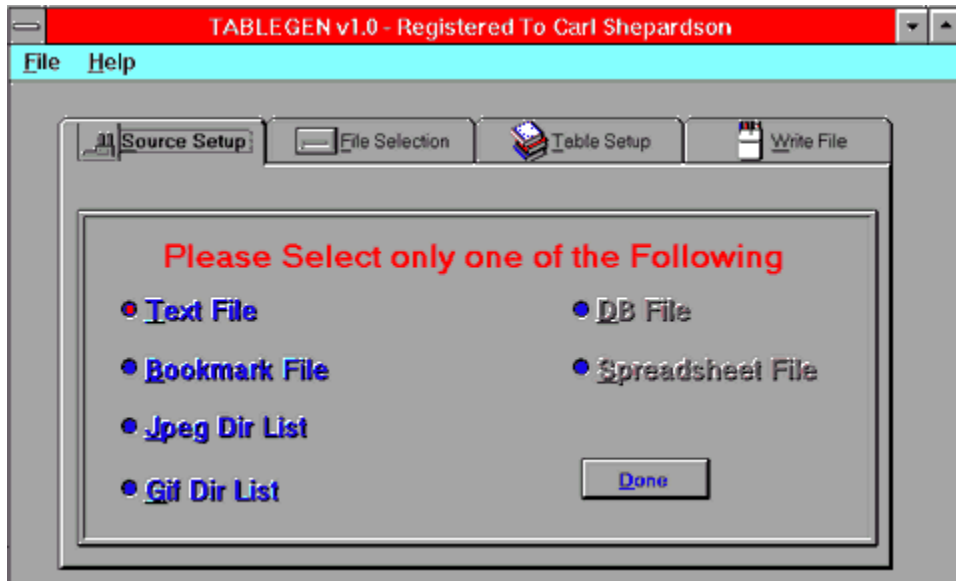 TABLEGEN v1.0 - Registered To Carl Shepardson
File Help
Source Setup File Selection Table Setup Write File
Please Select only one of the Following
Text File DB File
Bookmark File Spreadsheet File
Jpeg Dir List
Gif Dir List Done